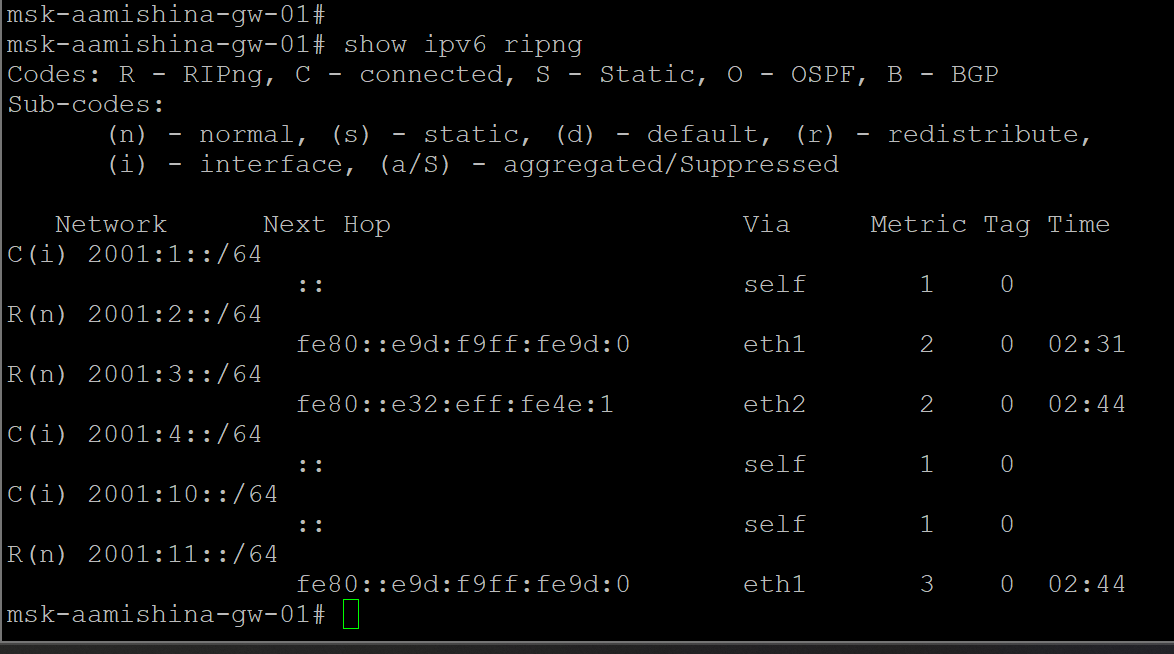 msk-aamishina-gw-01#
msk-aamishina-gw-01# show ipv6 ripng
Codes: R - RIPng, C - connected, S - Static, O - OSPF, B - BGP
Sub-codes:
      (n) - normal, (s) - static, (d) - default, (r) - redistribute,
      (i) - interface, (a/S) - aggregated/Suppressed

   Network      Next Hop                      Via     Metric Tag Time
C(i) 2001:1::/64
                  ::                          self       1    0
R(n) 2001:2::/64
                  fe80::e9d:f9ff:fe9d:0       eth1       2    0  02:31
R(n) 2001:3::/64
                  fe80::e32:eff:fe4e:1        eth2       2    0  02:44
C(i) 2001:4::/64
                  ::                          self       1    0
C(i) 2001:10::/64
                  ::                          self       1    0
R(n) 2001:11::/64
                  fe80::e9d:f9ff:fe9d:0       eth1       3    0  02:44
msk-aamishina-gw-01#